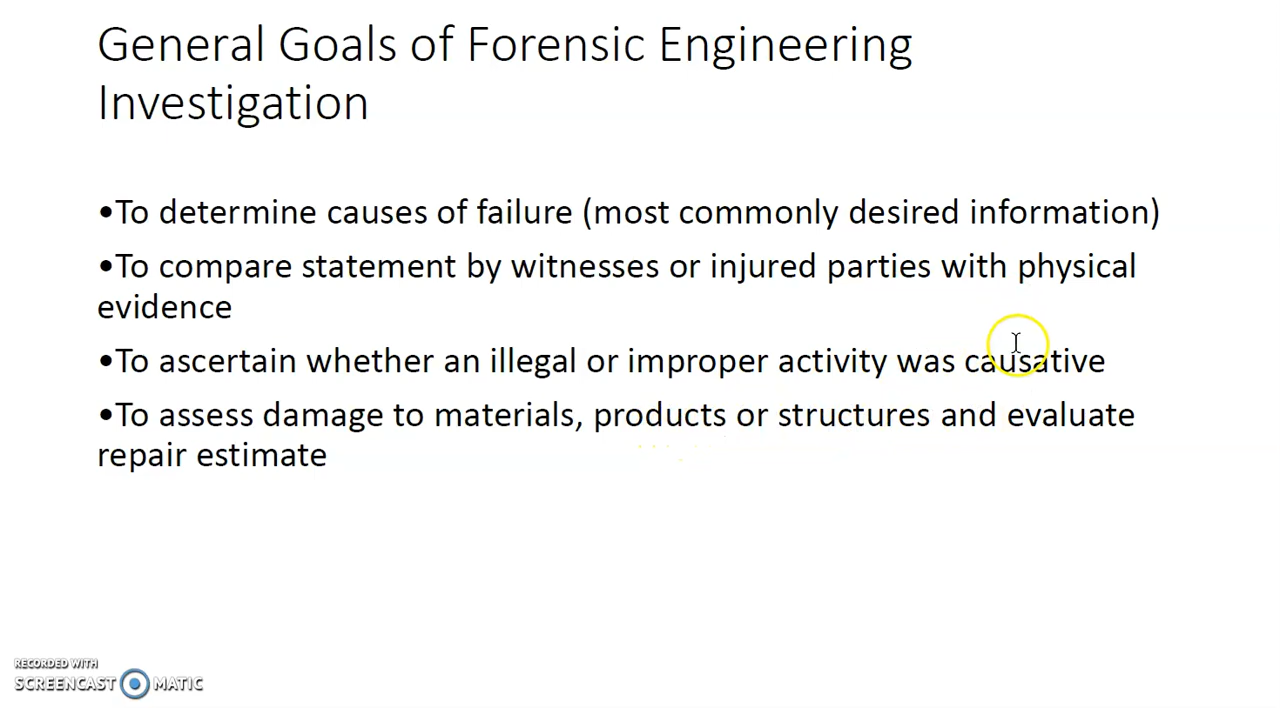 General Goals of Forensic Engineering
Investigation
•To determine causes of failure (most commonly desired information)
•To compare statement by witnesses or injured parties with physical
evidence
•To ascertain whether an illegal or improper activity was causative
•To assess damage to materials, products or structures and evaluate
repair estimate
RECORDED WITH
SCREENCAST MATIC